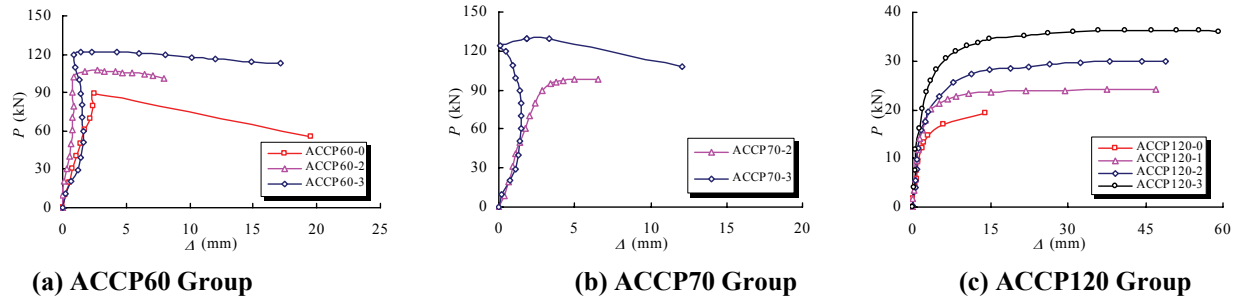 150
120
90
60
30
0
P (kN)
ACCP60-0
ACCP60-2
ACCP60-3
0 5 10 15 20 25
Δ (mm)
(a) ACCP60 Group
150
120
90
60
30
0
P (kN)
ACCP70-2
ACCP70-3
0 5 10 15 20
Δ (mm)
(b) ACCP70 Group
40
30
20
10
0
P (kN)
ACCP120-0
ACCP120-1
ACCP120-2
ACCP120-3
0 15 30 45 60
Δ (mm)
(c) ACCP120 Group